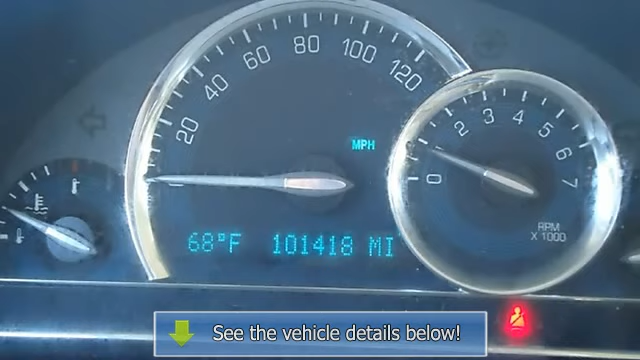 20 40 60 80 100 120
MPH
0 2 3 4 5 6 7
RPM
X 1000
68°F 101418 MI
See the vehicle details below!